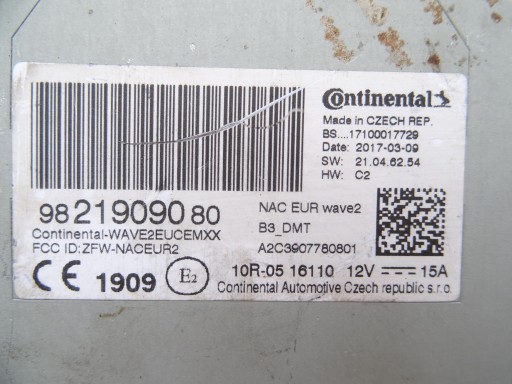 Continental
Made in CZECH REP.
BS....17100017729
Date: 2017-03-09
SW: 21.04.62.54
HW: C2
98 219090 80
NAC EUR wave2
Continental-WAVE2EUCEMXX
B3_DMT
FCC ID:ZFW-NACEUR2
A2C3907780801
CE 1909 E2
10R-05 16110 12V 15A
Continental Automotive Czech republic s.r.o.